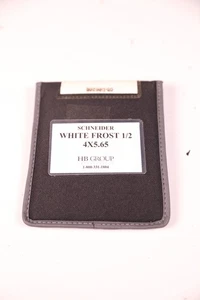 SCHNEIDER
WHITE FROST 1/2
4X5.65
HB GROUP